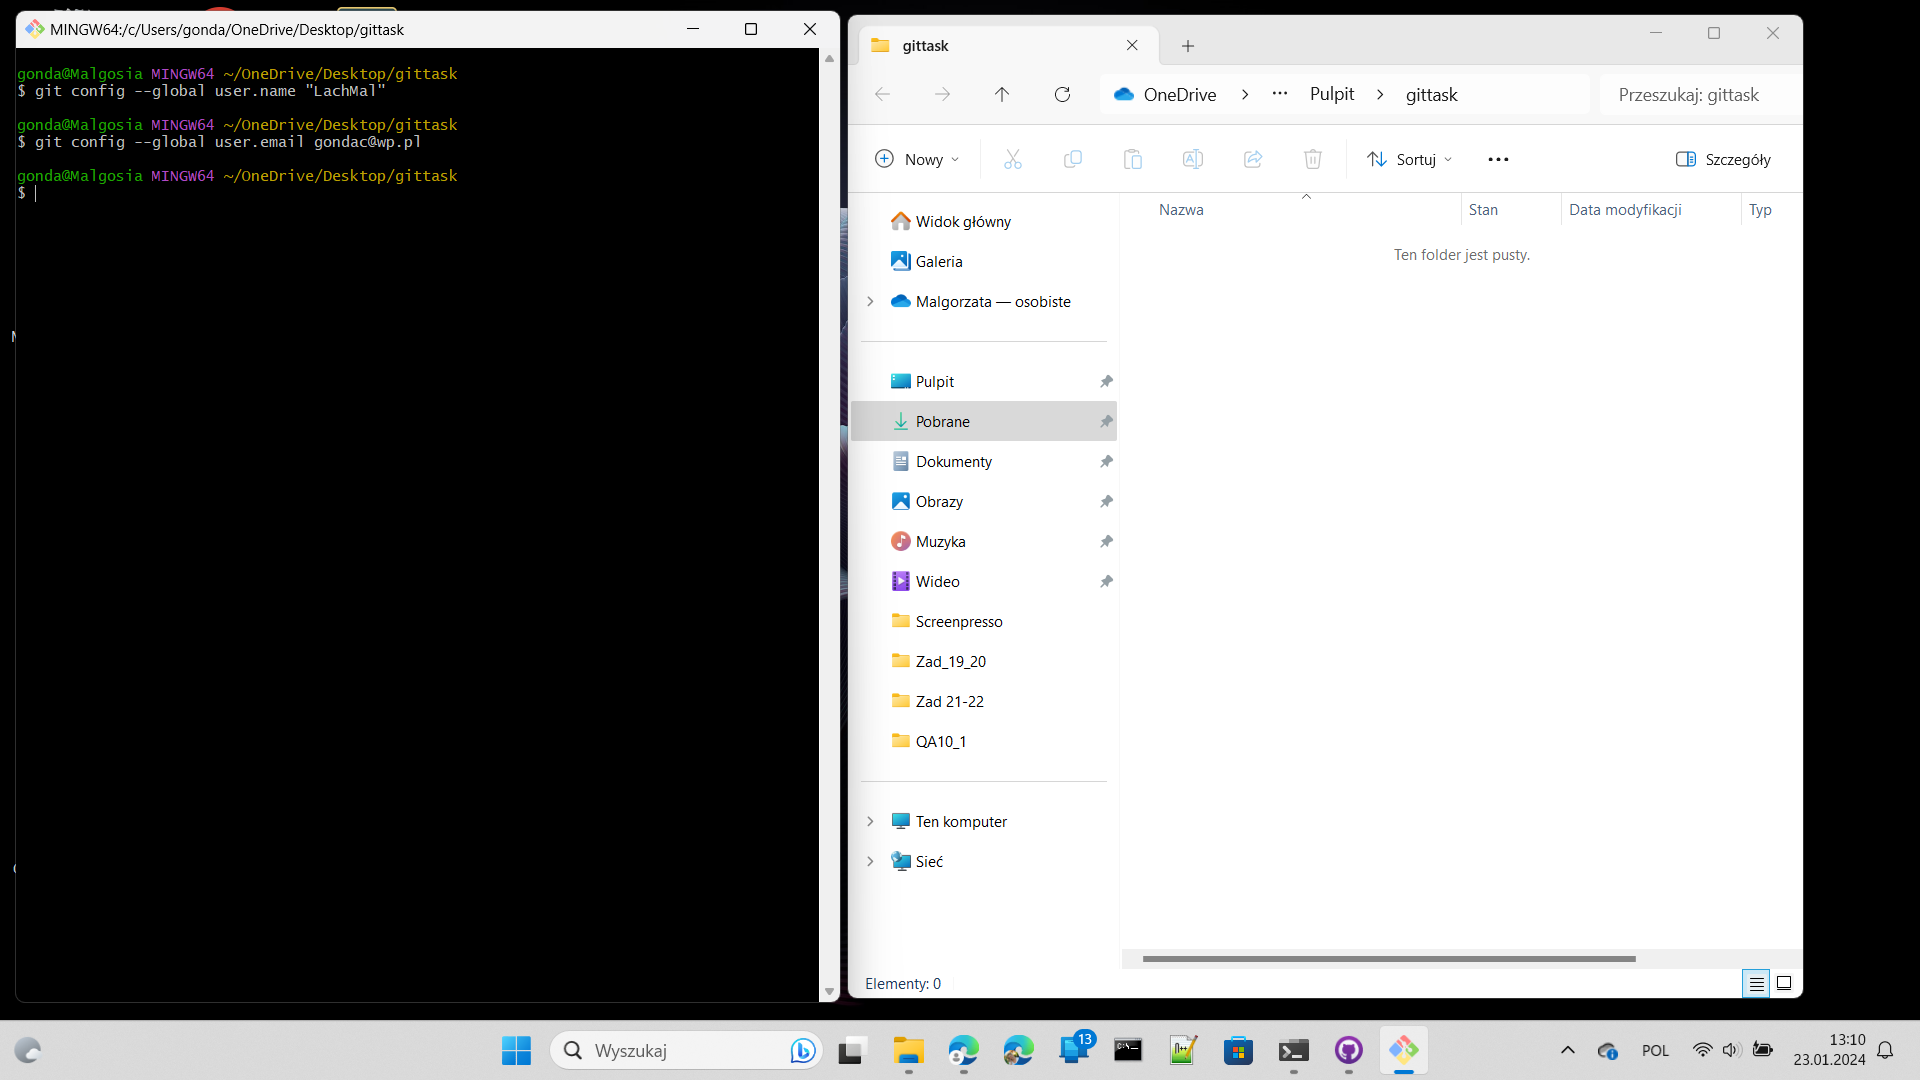 MINGW64:/c/Users/gonda/OneDrive/Desktop/gittask
gonda@Malgosia MINGW64 ~/OneDrive/Desktop/gittask
$ git config --global user.name "LachMal"
gonda@Malgosia MINGW64 ~/OneDrive/Desktop/gittask
$ git config --global user.email gondac@wp.pl
gonda@Malgosia MINGW64 ~/OneDrive/Desktop/gittask
$
gittask
OneDrive > ... Pulpit > gittask
Przeszukaj: gittask
Nowy
Sortuj
Szczegóły
Nazwa Stan Data modyfikacji Typ
Ten folder jest pusty.
Widok główny
Galeria
Malgorzata — osobiste
Pulpit
Pobrane
Dokumenty
Obrazy
Muzyka
Wideo
Screenpresso
Zad_19_20
Zad 21-22
QA10_1
Ten komputer
Sieć
Elementy: 0
Wyszukaj
13
POL
13:10
23.01.2024